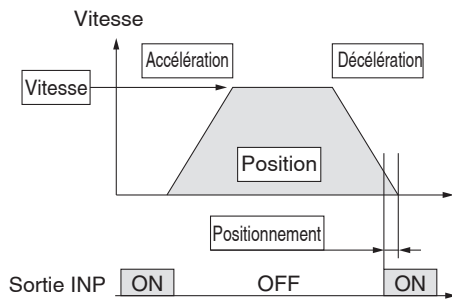 Vitesse
Accélération
Décélération
Vitesse
Position
Positionnement
Sortie INP ON OFF ON